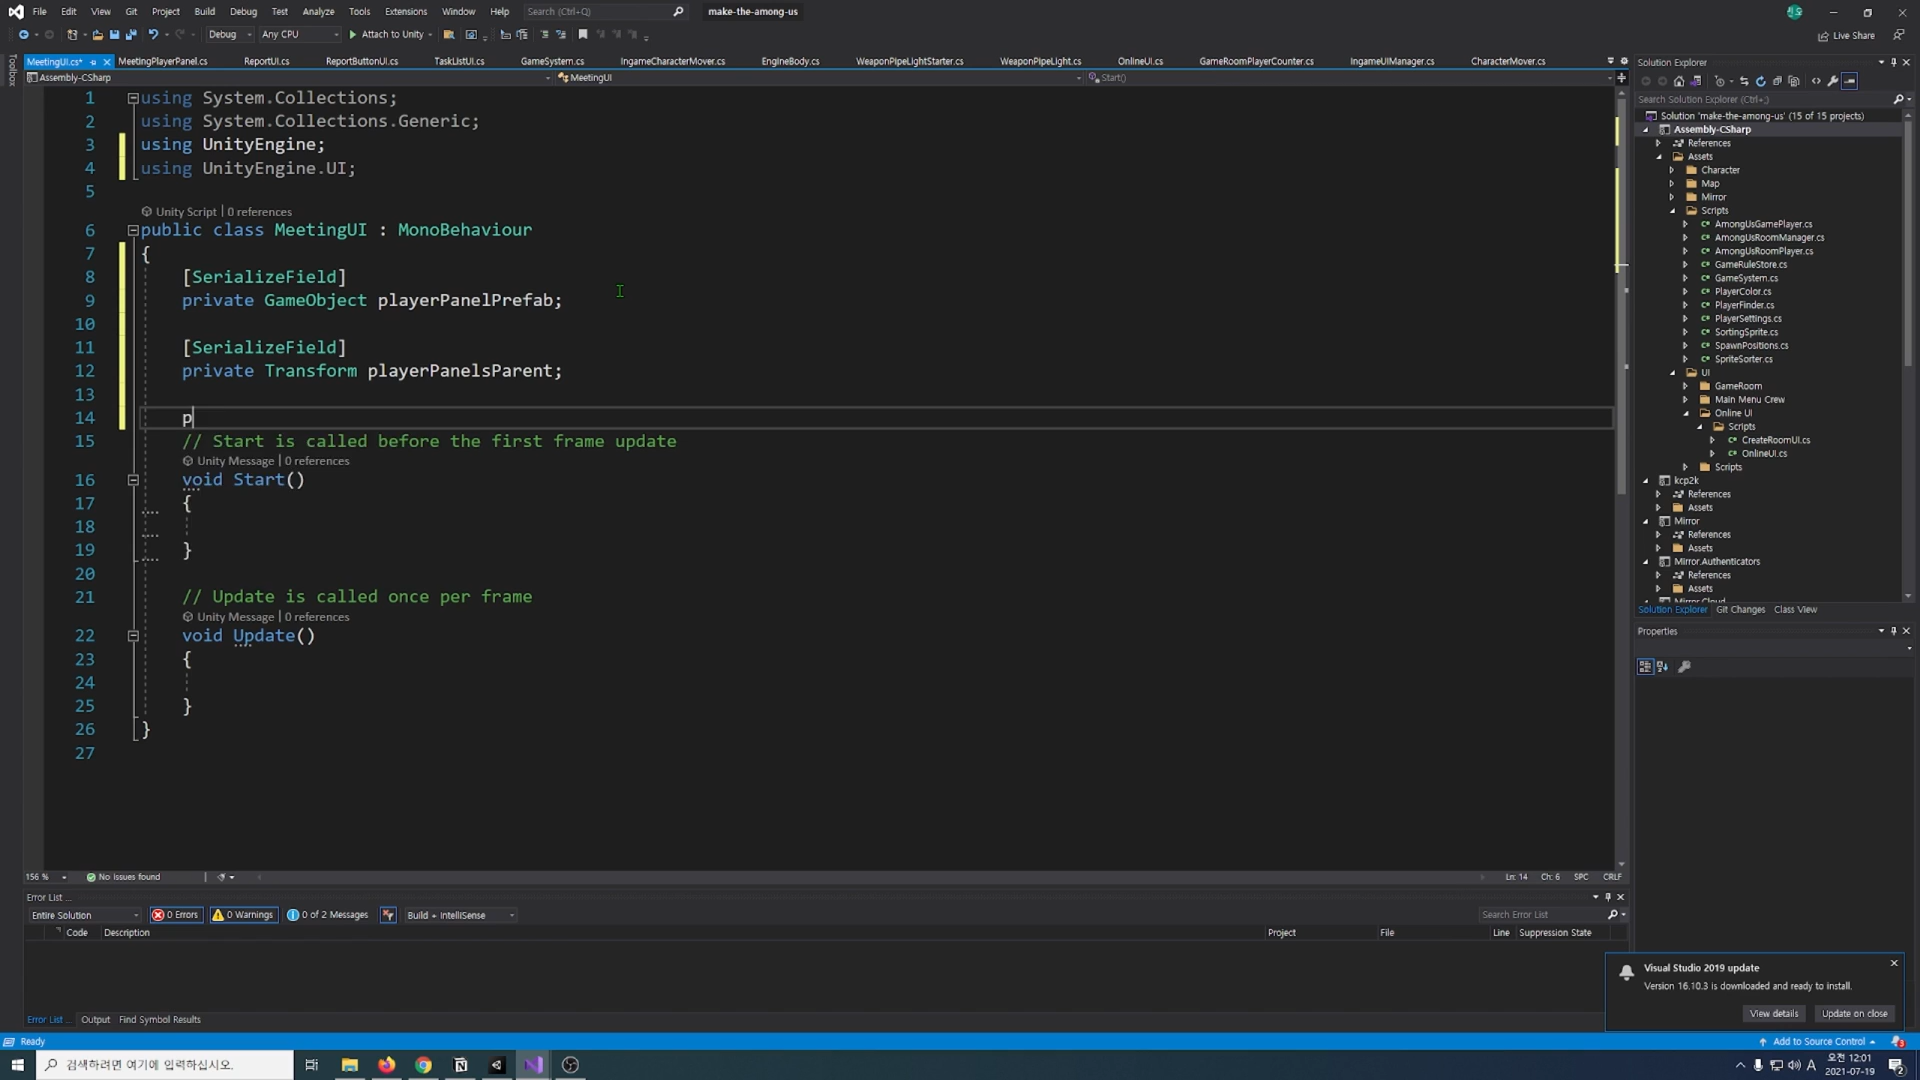 File Edit View Git Project Build Debug Test Analyze Tools Extensions Window Help Search (Ctrl+Q) make-the-among-us
Debug Any CPU Attach to Unity Live Share
MeetingUI.cs* MeetingPlayerPanel.cs ReportUI.cs ReportButtonUI.cs TaskListUI.cs GameSystem.cs IngameCharacterMover.cs EngineBody.cs WeaponPipeLightStarter.cs WeaponPipeLight.cs OnlineUI.cs GameRoomPlayerCounter.cs IngameUIManager.cs CharacterMover.cs
Toolbox
Assembly-CSharp MeetingUI Start()
1 using System.Collections;
2 using System.Collections.Generic;
3 using UnityEngine;
4 using UnityEngine.UI;
5
Unity Script | 0 references
6 public class MeetingUI : MonoBehaviour
7 {
8 [SerializeField]
9 private GameObject playerPanelPrefab;
10
11 [SerializeField]
12 private Transform playerPanelsParent;
13
14 p
15 // Start is called before the first frame update
Unity Message | 0 references
16 void Start()
17 {
18
19 }
20
21 // Update is called once per frame
Unity Message | 0 references
22 void Update()
23 {
24
25 }
26 }
27
156 % No issues found Ln: 14 Ch: 6 SPC CRLF
Error List ...
Entire Solution 0 Errors 0 Warnings 0 of 2 Messages Build + IntelliSense Search Error List
Code Description Project File Line Suppression State
Error List ... Output Find Symbol Results
Solution Explorer
Search Solution Explorer (Ctrl+;)
Solution 'make-the-among-us' (15 of 15 projects)
Assembly-CSharp
References
Assets
Character
Map
Mirror
Scripts
AmongUsGamePlayer.cs
AmongUsRoomManager.cs
AmongUsRoomPlayer.cs
GameRuleStore.cs
GameSystem.cs
PlayerColor.cs
PlayerFinder.cs
PlayerSettings.cs
SortingSprite.cs
SpawnPositions.cs
SpriteSorter.cs
UI
GameRoom
Main Menu Crew
Online UI
Scripts
CreateRoomUI.cs
OnlineUI.cs
Scripts
kcp2k
References
Assets
Mirror
References
Assets
Mirror.Authenticators
References
Assets
Mirror.Cloud
Solution Explorer Git Changes Class View
Properties
Visual Studio 2019 update
Version 16.10.3 is downloaded and ready to install.
View details Update on close
Ready Add to Source Control
검색하려면 여기에 입력하십시오. A 오전 12:01
2021-07-19